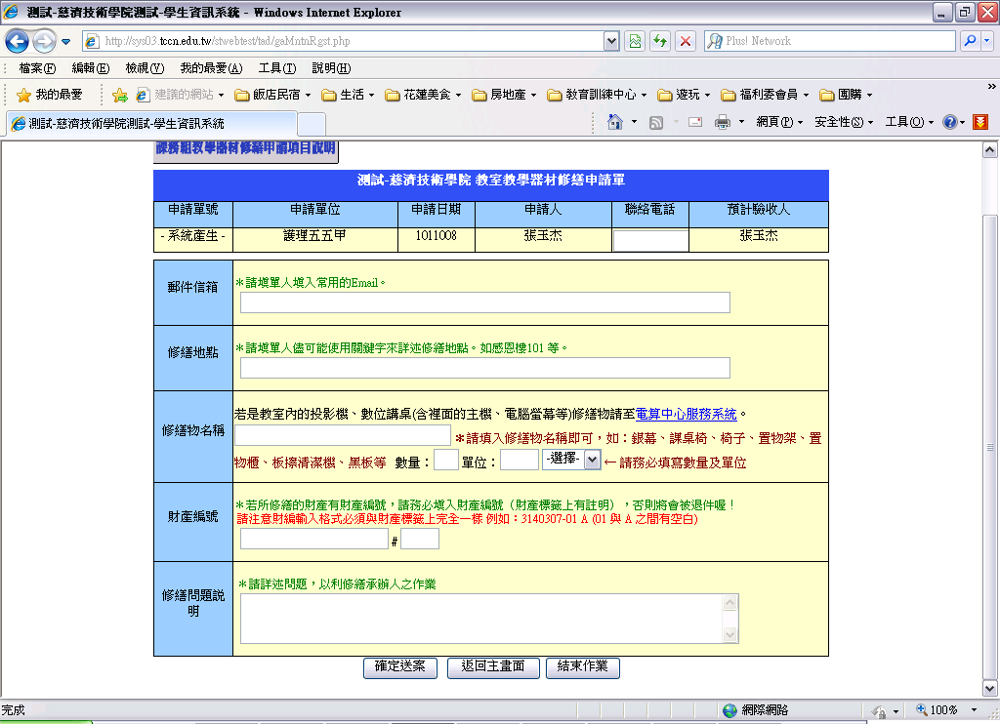 測試-慈濟技術學院測試-學生資訊系統 - Windows Internet Explorer
http://sys03.tccn.edu.tw/stwebtest/tad/gaMntnRgst.php
Plus! Network
檔案(F) 編輯(E) 檢視(V) 我的最愛(A) 工具(T) 說明(H)
我的最愛 建議的網站 飯店民宿 生活 花蓮美食 房地產 教育訓練中心 遊玩 福利委會員 團購
測試-慈濟技術學院測試-學生資訊系統
網頁(P) 安全性(S) 工具(O)
課務組教學器材修繕申請項目說明
測試-慈濟技術學院 教室教學器材修繕申請單
申請單號 申請單位 申請日期 申請人 聯絡電話 預計驗收人
- 系統產生 - 護理五五甲 1011008 張玉杰 張玉杰
郵件信箱
＊請填單人填入常用的Email。
修繕地點
＊請填單人儘可能使用關鍵字來詳述修繕地點。如感恩樓101 等。
修繕物名稱
若是教室內的投影機、數位講桌(含裡面的主機、電腦螢幕等)修繕物請至電算中心服務系統。
＊請填入修繕物名稱即可，如：銀幕、課桌椅、椅子、置物架、置
物櫃、板擦清潔機、黑板等 數量： 單位： -選擇- ←請務必填寫數量及單位
財產編號
＊若所修繕的財產有財產編號，請務必填入財產編號（財產標籤上有註明），否則將會被退件喔！
請注意財編輸入格式必須與財產標籤上完全一樣 例如：3140307-01 A (01 與 A 之間有空白)
#
修繕問題說
明
＊請詳述問題，以利修繕承辦人之作業
確定送案 返回主畫面 結束作業
完成 網際網路 100%